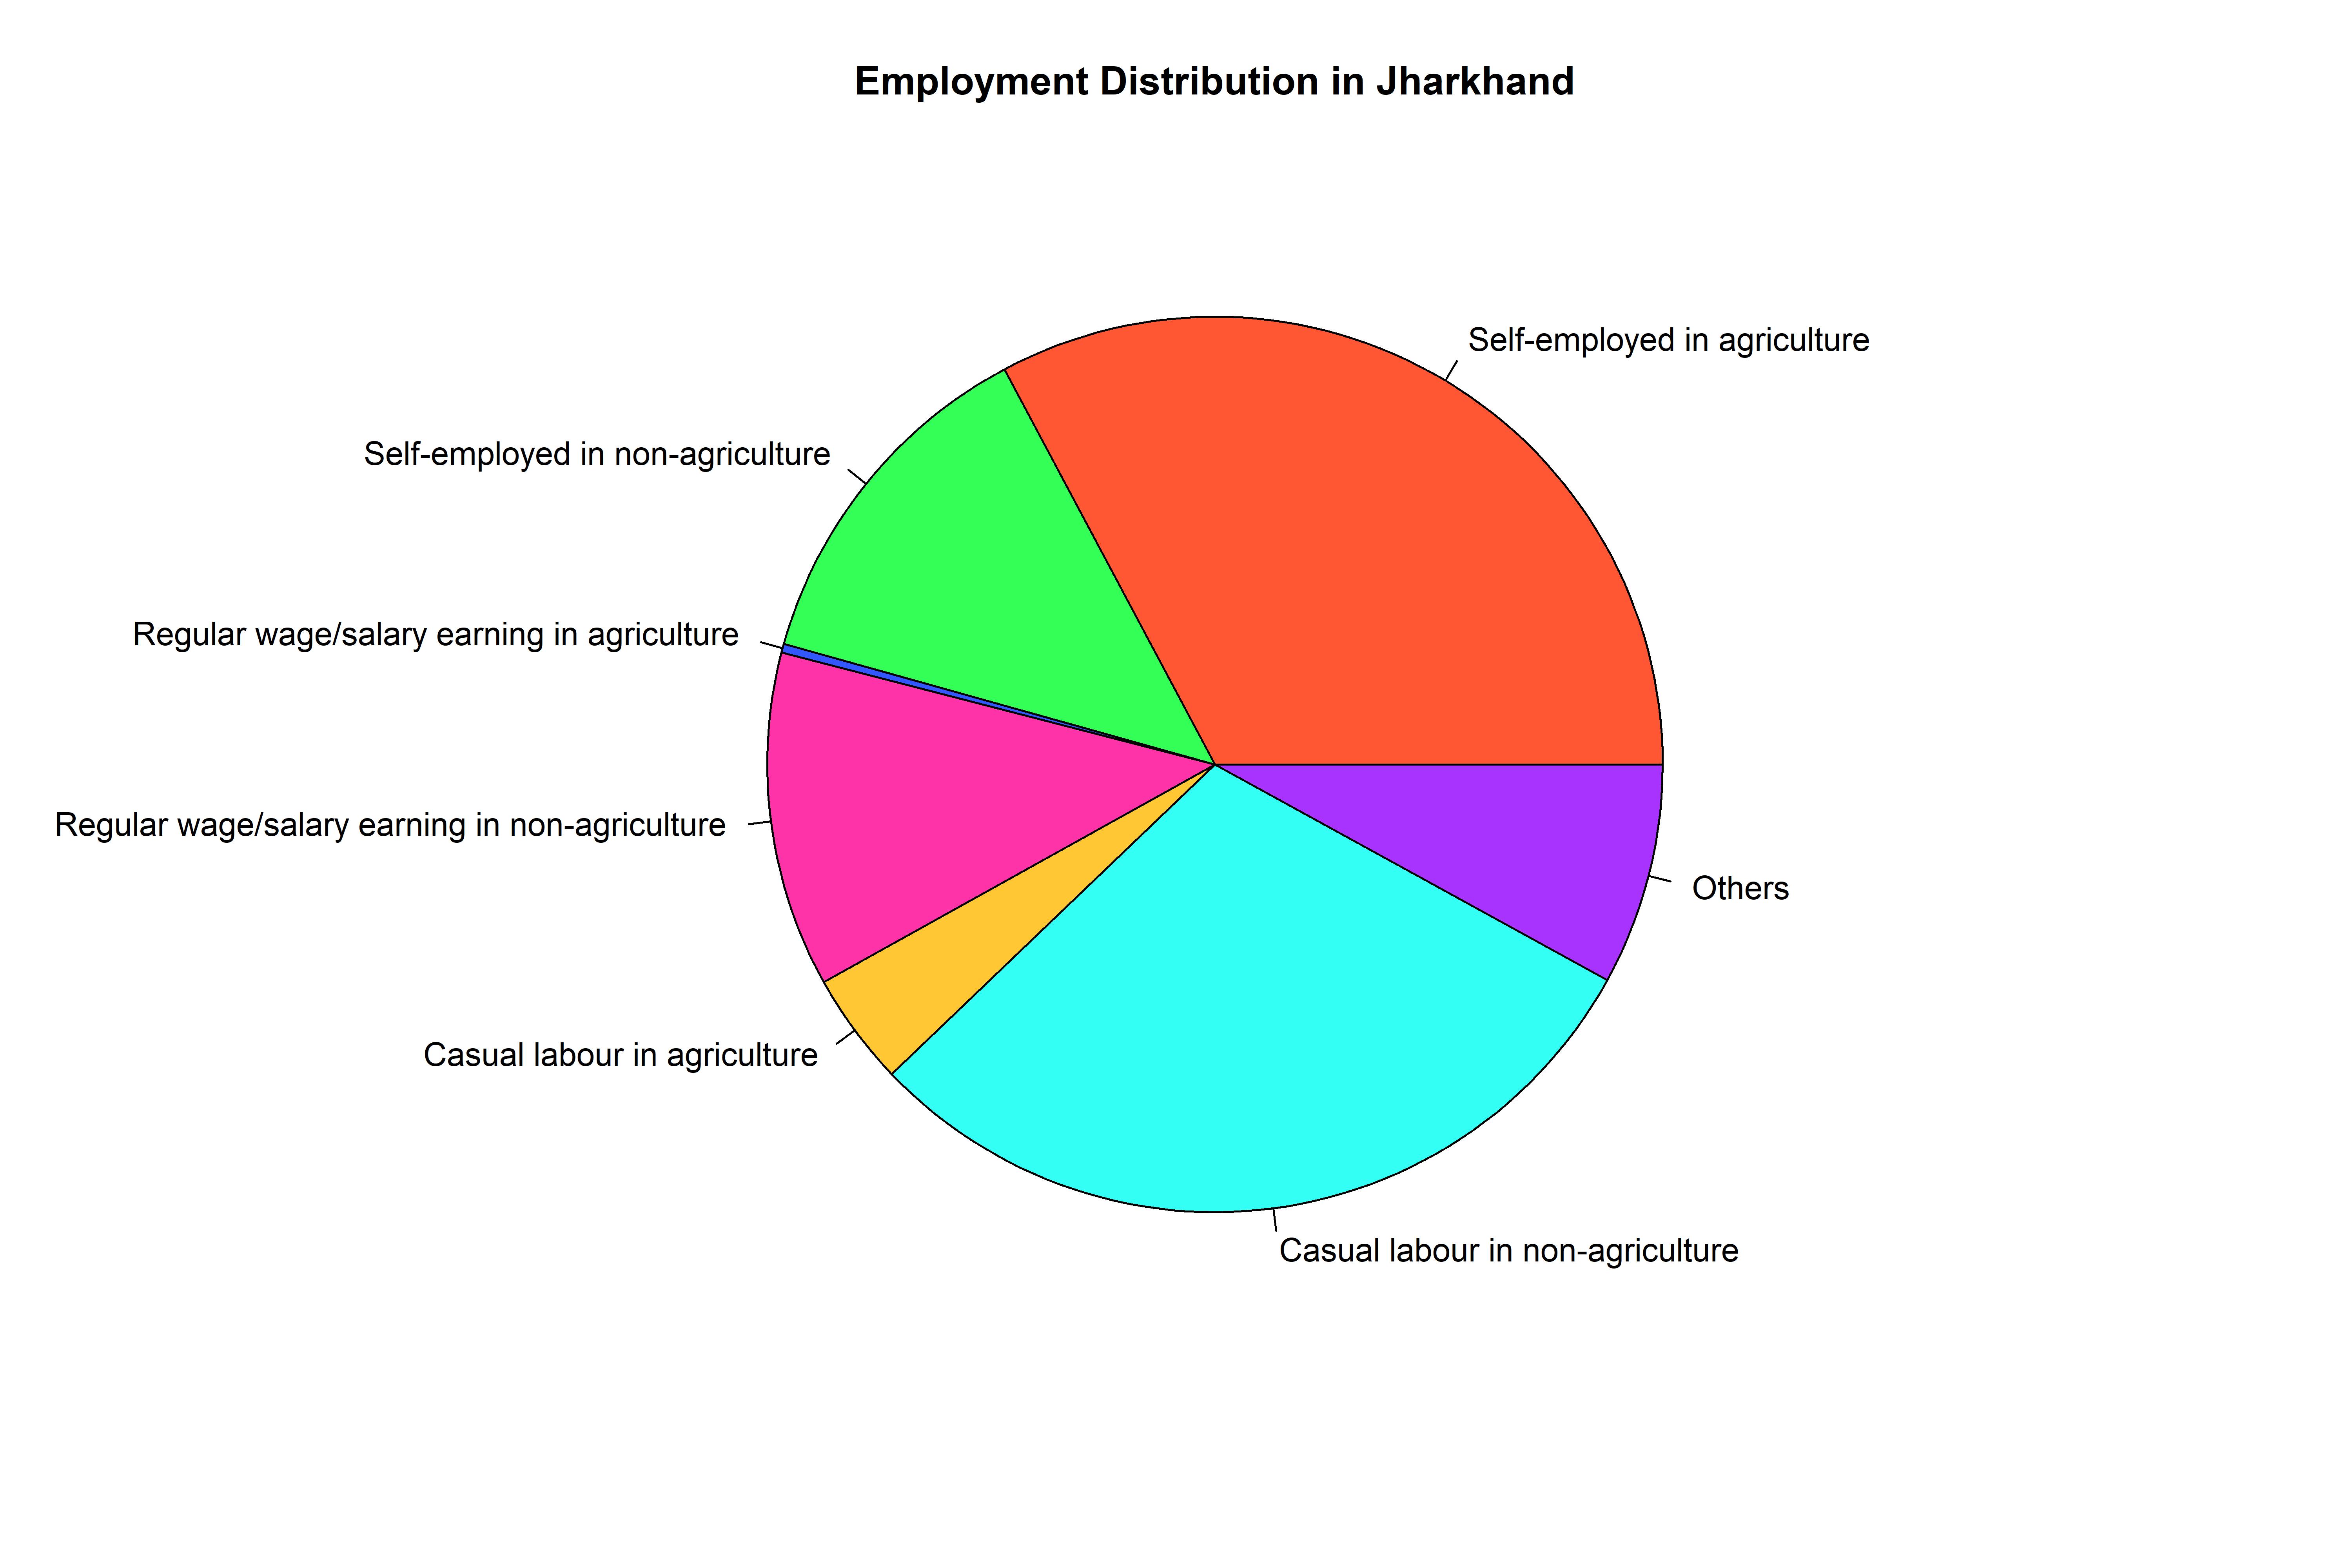 Employment Distribution in Jharkhand
Self-employed in agriculture
Self-employed in non-agriculture
Regular wage/salary earning in agriculture
Regular wage/salary earning in non-agriculture
Others
Casual labour in agriculture
Casual labour in non-agriculture